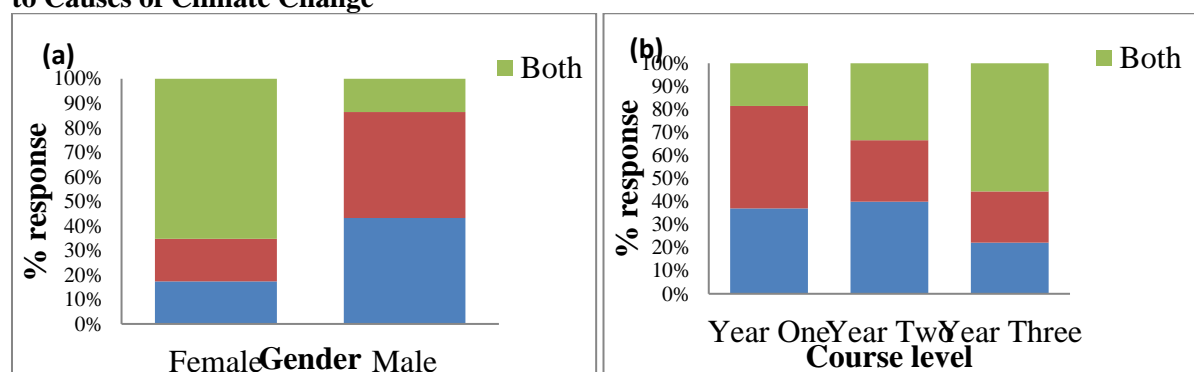 to Causes of Climate Change
(a)
Both
100%
90%
80%
70%
60%
50%
40%
30%
20%
10%
0%
% response
Female
Male
Gender
(b)
Both
100%
90%
80%
70%
60%
50%
40%
30%
20%
10%
0%
% response
Year One
Year Two
Year Three
Course level